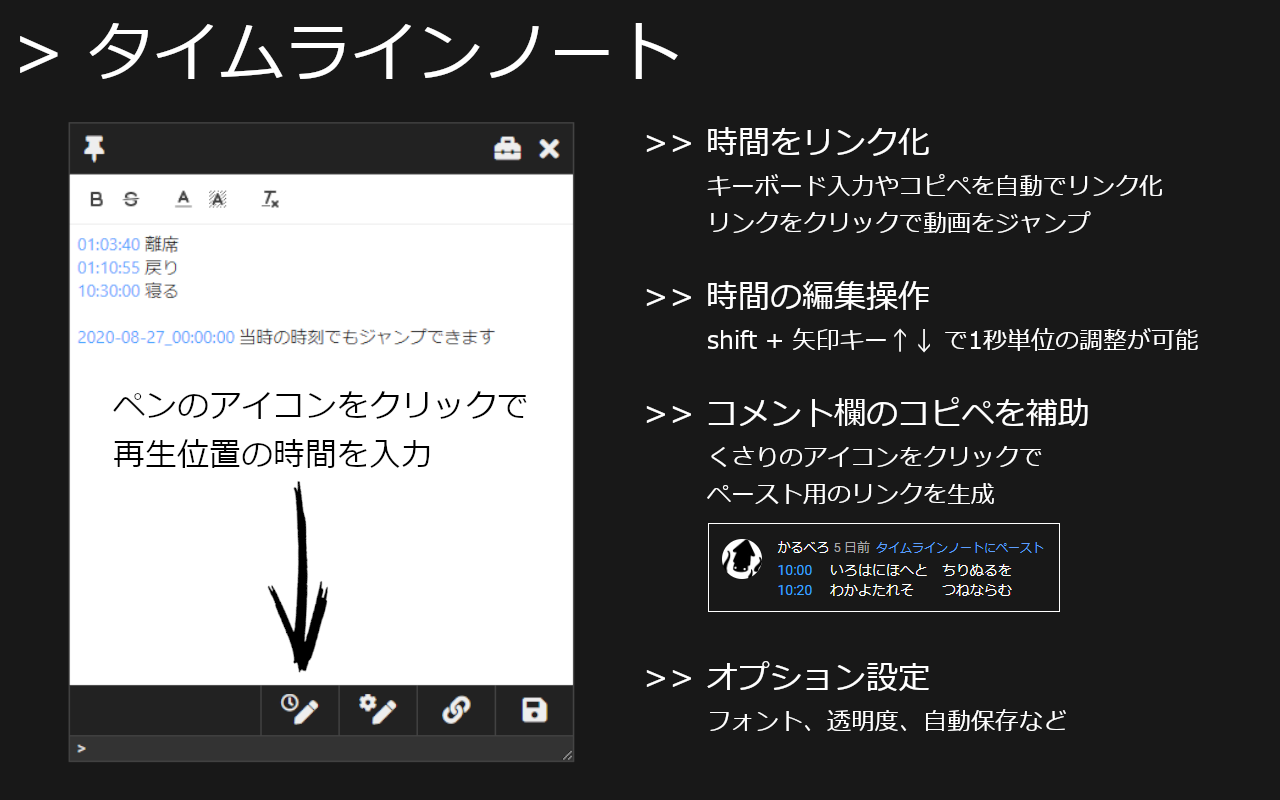 > タイムラインノート
B S A A Tx
01:03:40 離席
01:10:55 戻り
10:30:00 寝る
2020-08-27_00:00:00 当時の時刻でもジャンプできます
ペンのアイコンをクリックで
再生位置の時間を入力
>
>> 時間をリンク化
キーボード入力やコピペを自動でリンク化
リンクをクリックで動画をジャンプ
>> 時間の編集操作
shift + 矢印キー↑↓ で1秒単位の調整が可能
>> コメント欄のコピペを補助
くさりのアイコンをクリックで
ペースト用のリンクを生成
かるべろ 5 日前 タイムラインノートにペースト
10:00 いろはにほへと ちりぬるを
10:20 わかよたれそ つねならむ
>> オプション設定
フォント、透明度、自動保存など